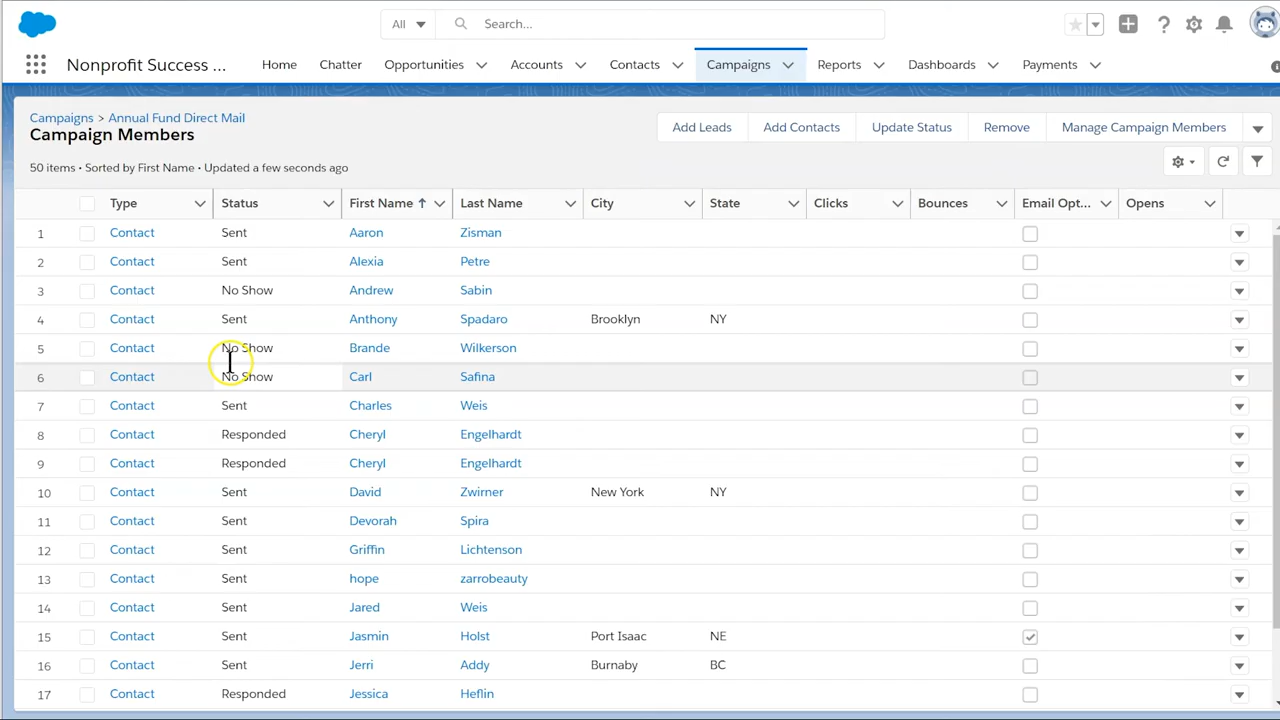 All Search...
Nonprofit Success ... Home Chatter Opportunities Accounts Contacts Campaigns Reports Dashboards Payments
Campaigns > Annual Fund Direct Mail
Campaign Members
Add Leads Add Contacts Update Status Remove Manage Campaign Members
50 items • Sorted by First Name • Updated a few seconds ago
Type Status First Name Last Name City State Clicks Bounces Email Opt... Opens
1 Contact Sent Aaron Zisman
2 Contact Sent Alexia Petre
3 Contact No Show Andrew Sabin
4 Contact Sent Anthony Spadaro Brooklyn NY
5 Contact No Show Brande Wilkerson
6 Contact No Show Carl Safina
7 Contact Sent Charles Weis
8 Contact Responded Cheryl Engelhardt
9 Contact Responded Cheryl Engelhardt
10 Contact Sent David Zwirner New York NY
11 Contact Sent Devorah Spira
12 Contact Sent Griffin Lichtenson
13 Contact Sent hope zarrobeauty
14 Contact Sent Jared Weis
15 Contact Sent Jasmin Holst Port Isaac NE
16 Contact Sent Jerri Addy Burnaby BC
17 Contact Responded Jessica Heflin